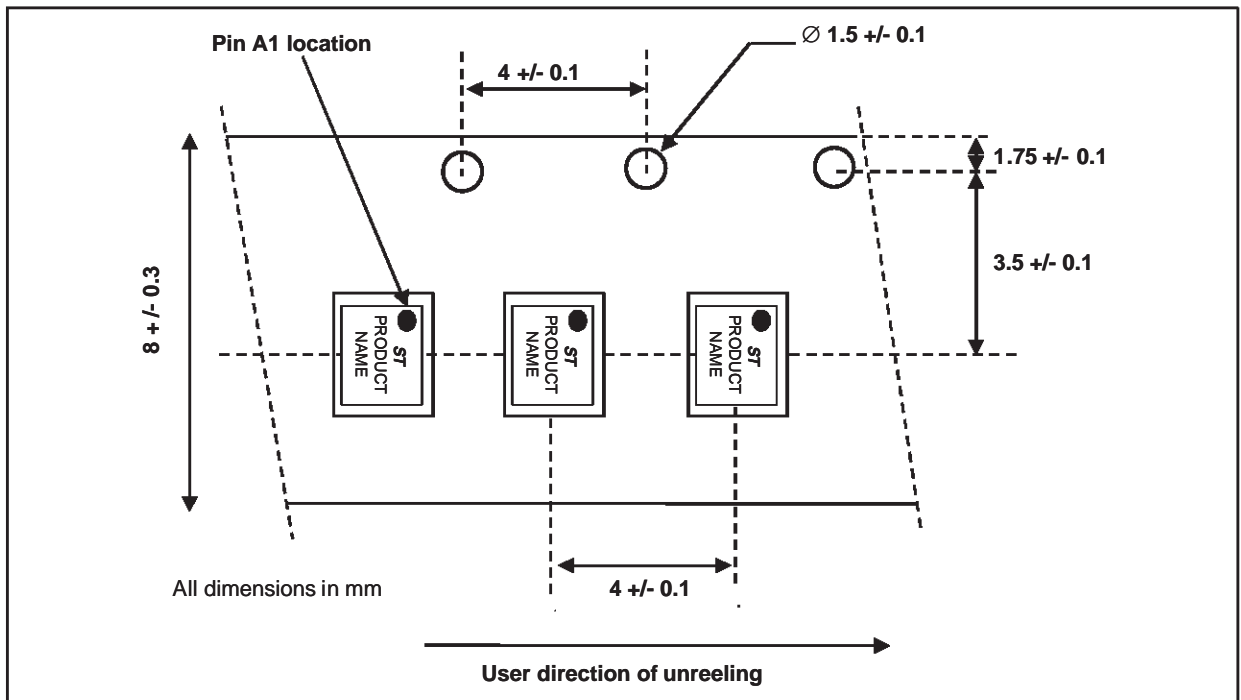 Pin A1 location
Ø 1.5 +/- 0.1
4 +/- 0.1
1.75 +/- 0.1
3.5 +/- 0.1
8 + /- 0.3
ST
PRODUCT
NAME
ST
PRODUCT
NAME
ST
PRODUCT
NAME
All dimensions in mm
4 +/- 0.1
User direction of unreeling